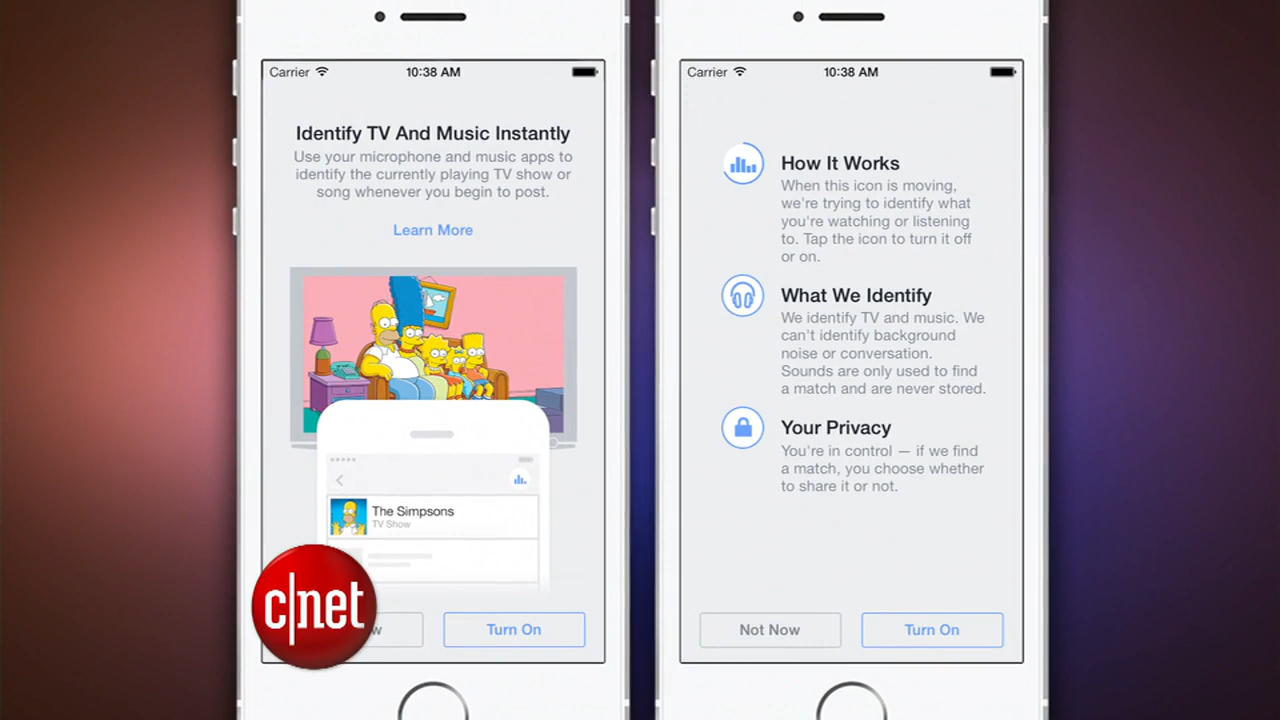 Carrier 10:38 AM
Identify TV And Music Instantly
Use your microphone and music apps to
identify the currently playing TV show or
song whenever you begin to post.
Learn More
The Simpsons
TV Show
c|net
Turn On
Carrier 10:38 AM
How It Works
When this icon is moving,
we're trying to identify what
you're watching or listening
to. Tap the icon to turn it off
or on.
What We Identify
We identify TV and music. We
can't identify background
noise or conversation.
Sounds are only used to find
a match and are never stored.
Your Privacy
You're in control — if we find
a match, you choose whether
to share it or not.
Not Now Turn On